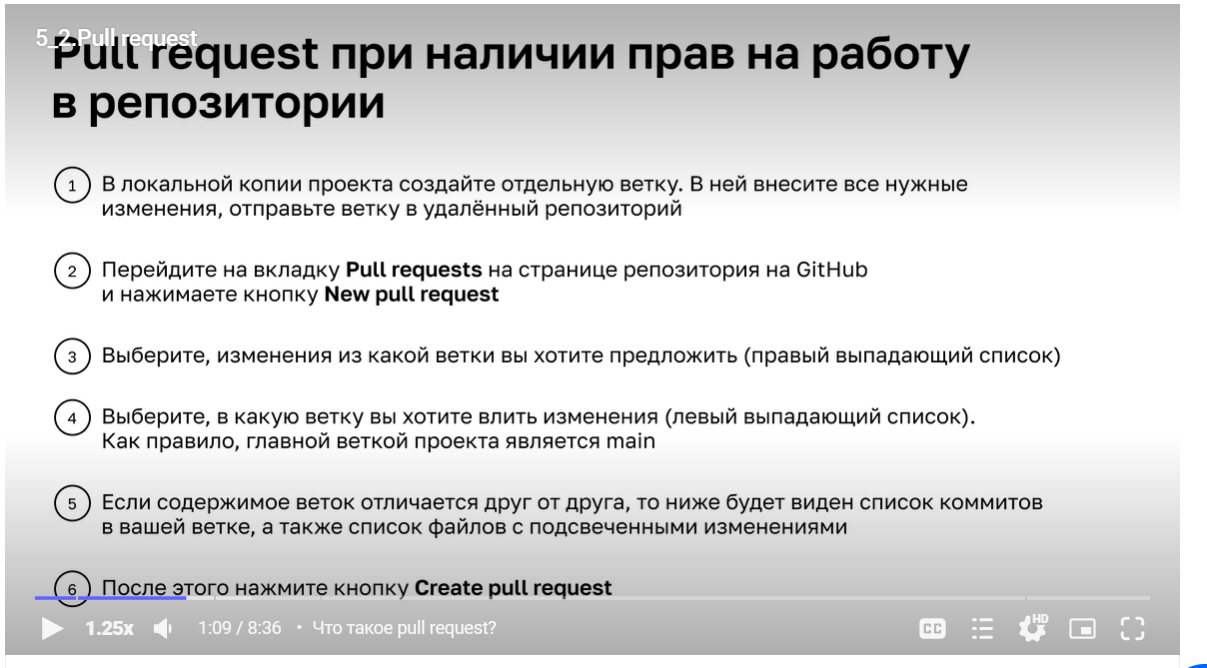 5_2.Pull request
Pull request при наличии прав на работу
в репозитории
1 В локальной копии проекта создайте отдельную ветку. В ней внесите все нужные
изменения, отправьте ветку в удалённый репозиторий
2 Перейдите на вкладку Pull requests на странице репозитория на GitHub
и нажимаете кнопку New pull request
3 Выберите, изменения из какой ветки вы хотите предложить (правый выпадающий список)
4 Выберите, в какую ветку вы хотите влить изменения (левый выпадающий список).
Как правило, главной веткой проекта является main
5 Если содержимое веток отличается друг от друга, то ниже будет виден список коммитов
в вашей ветке, а также список файлов с подсвеченными изменениями
6 После этого нажмите кнопку Create pull request
1.25x 1:09 / 8:36 • Что такое pull request? CC HD